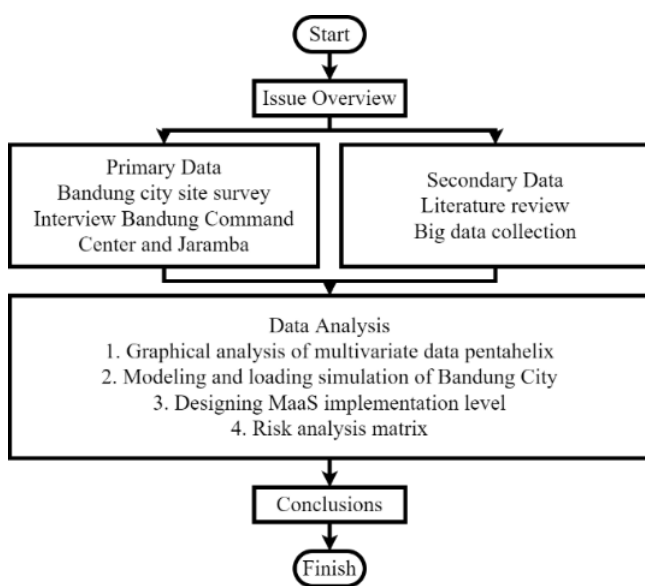 Start
Issue Overview
Primary Data
Bandung city site survey
Interview Bandung Command
Center and Jaramba
Secondary Data
Literature review
Big data collection
Data Analysis
1. Graphical analysis of multivariate data pentahelix
2. Modeling and loading simulation of Bandung City
3. Designing MaaS implementation level
4. Risk analysis matrix
Conclusions
Finish